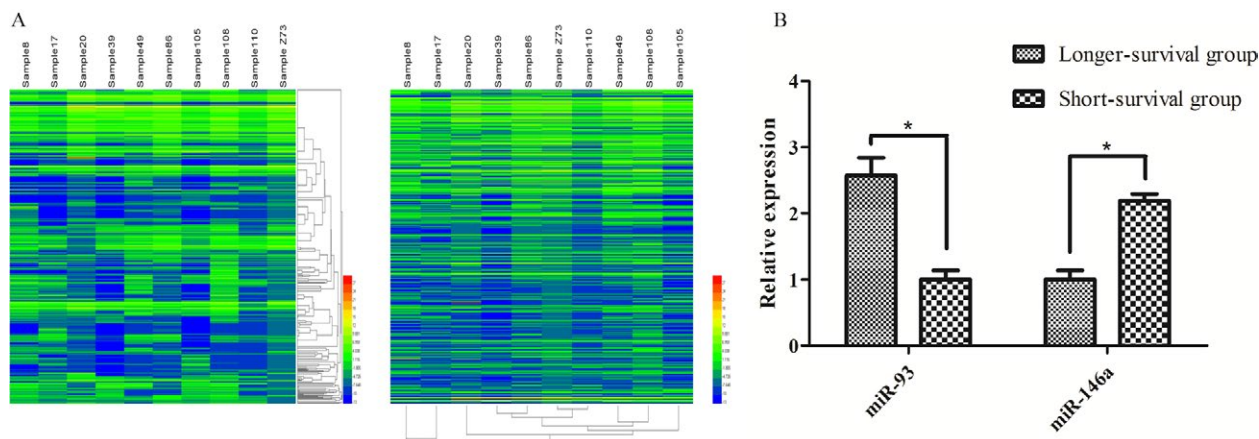 A
Sample8
Sample17
Sample20
Sample39
Sample49
Sample86
Sample105
Sample108
Sample110
Sample Z73
Sample8
Sample17
Sample20
Sample39
Sample86
Sample Z73
Sample110
Sample49
Sample108
Sample105
B
Longer-survival group
Short-survival group
Relative expression
4
3
2
1
0
*
*
miR-93
miR-146a